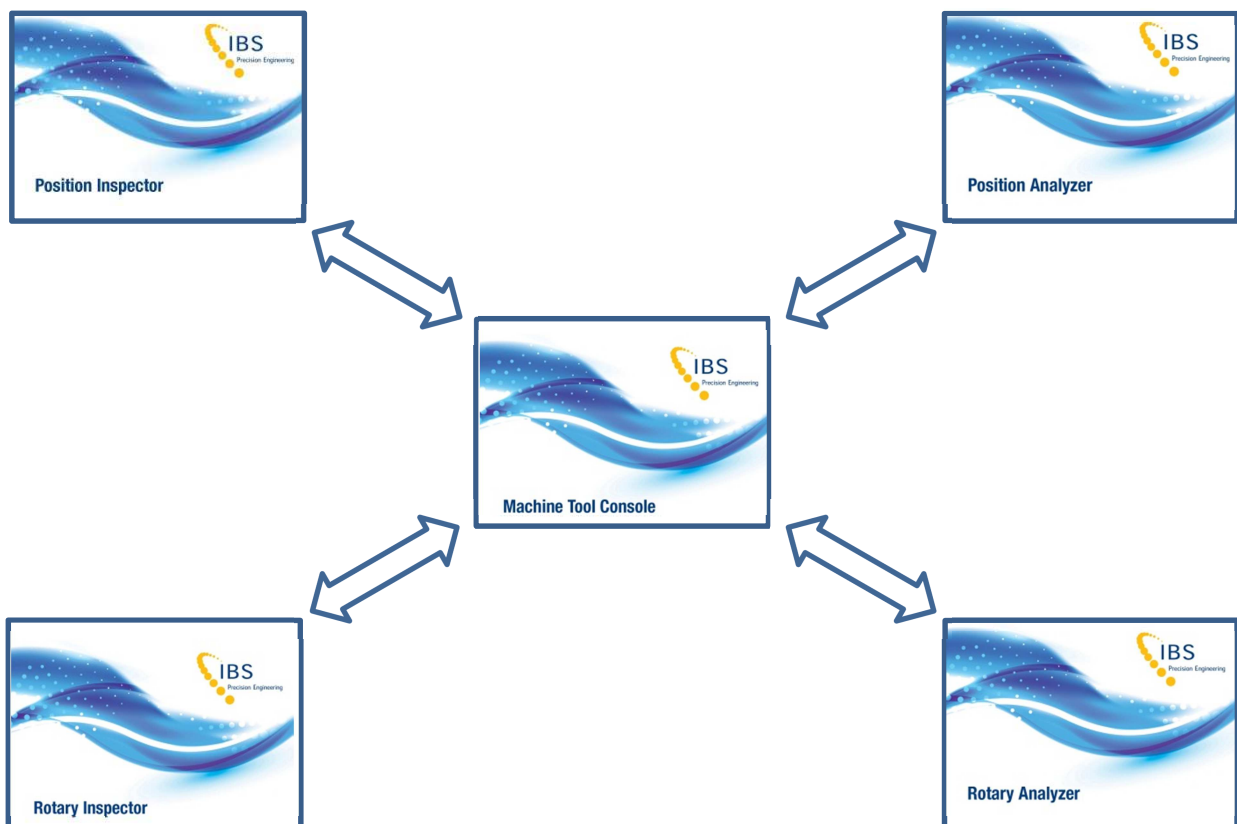 IBS
Precision Engineering
Position Inspector
IBS
Precision Engineering
Position Analyzer
IBS
Precision Engineering
Machine Tool Console
IBS
Precision Engineering
Rotary Inspector
IBS
Precision Engineering
Rotary Analyzer